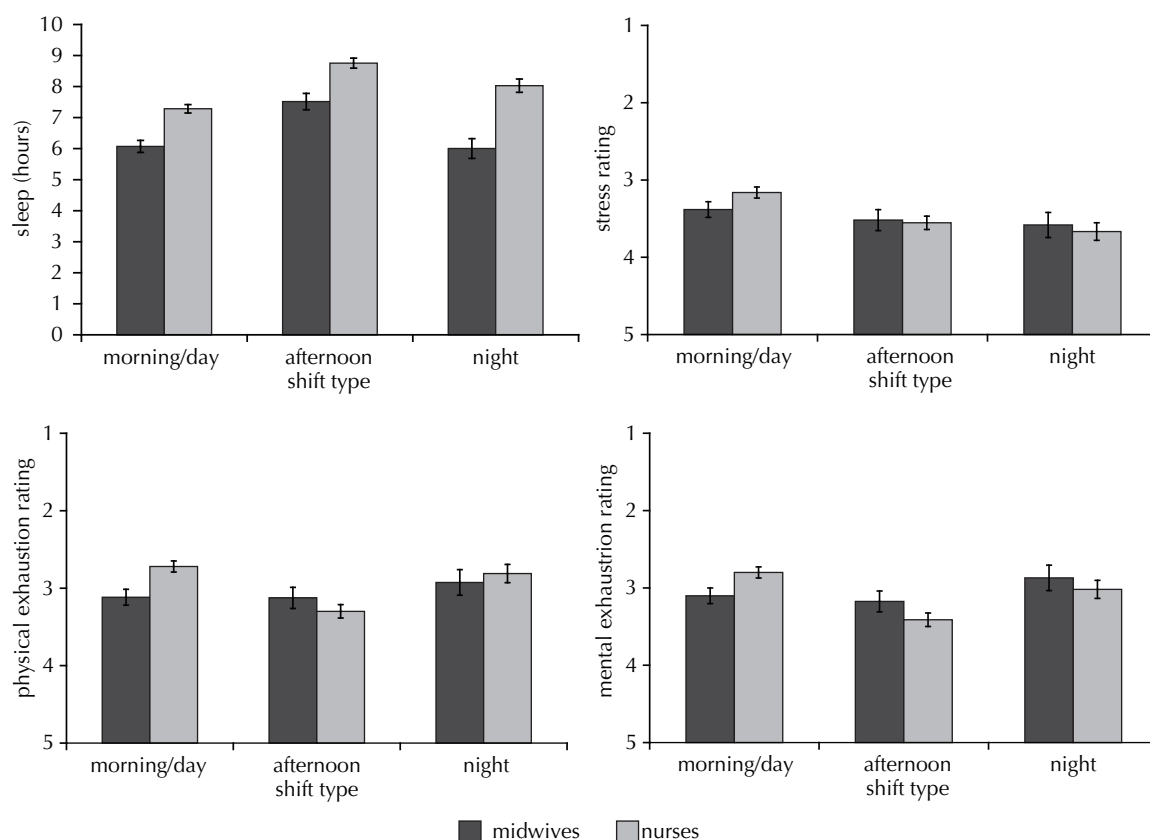 10
9
8
7
6
5
4
3
2
1
0
sleep (hours)
morning/day
afternoon
night
shift type
1
2
3
4
5
stress rating
morning/day
afternoon
night
shift type
1
2
3
4
5
physical exhaustion rating
morning/day
afternoon
night
shift type
1
2
3
4
5
mental exhaustrion rating
morning/day
afternoon
night
shift type
midwives
nurses